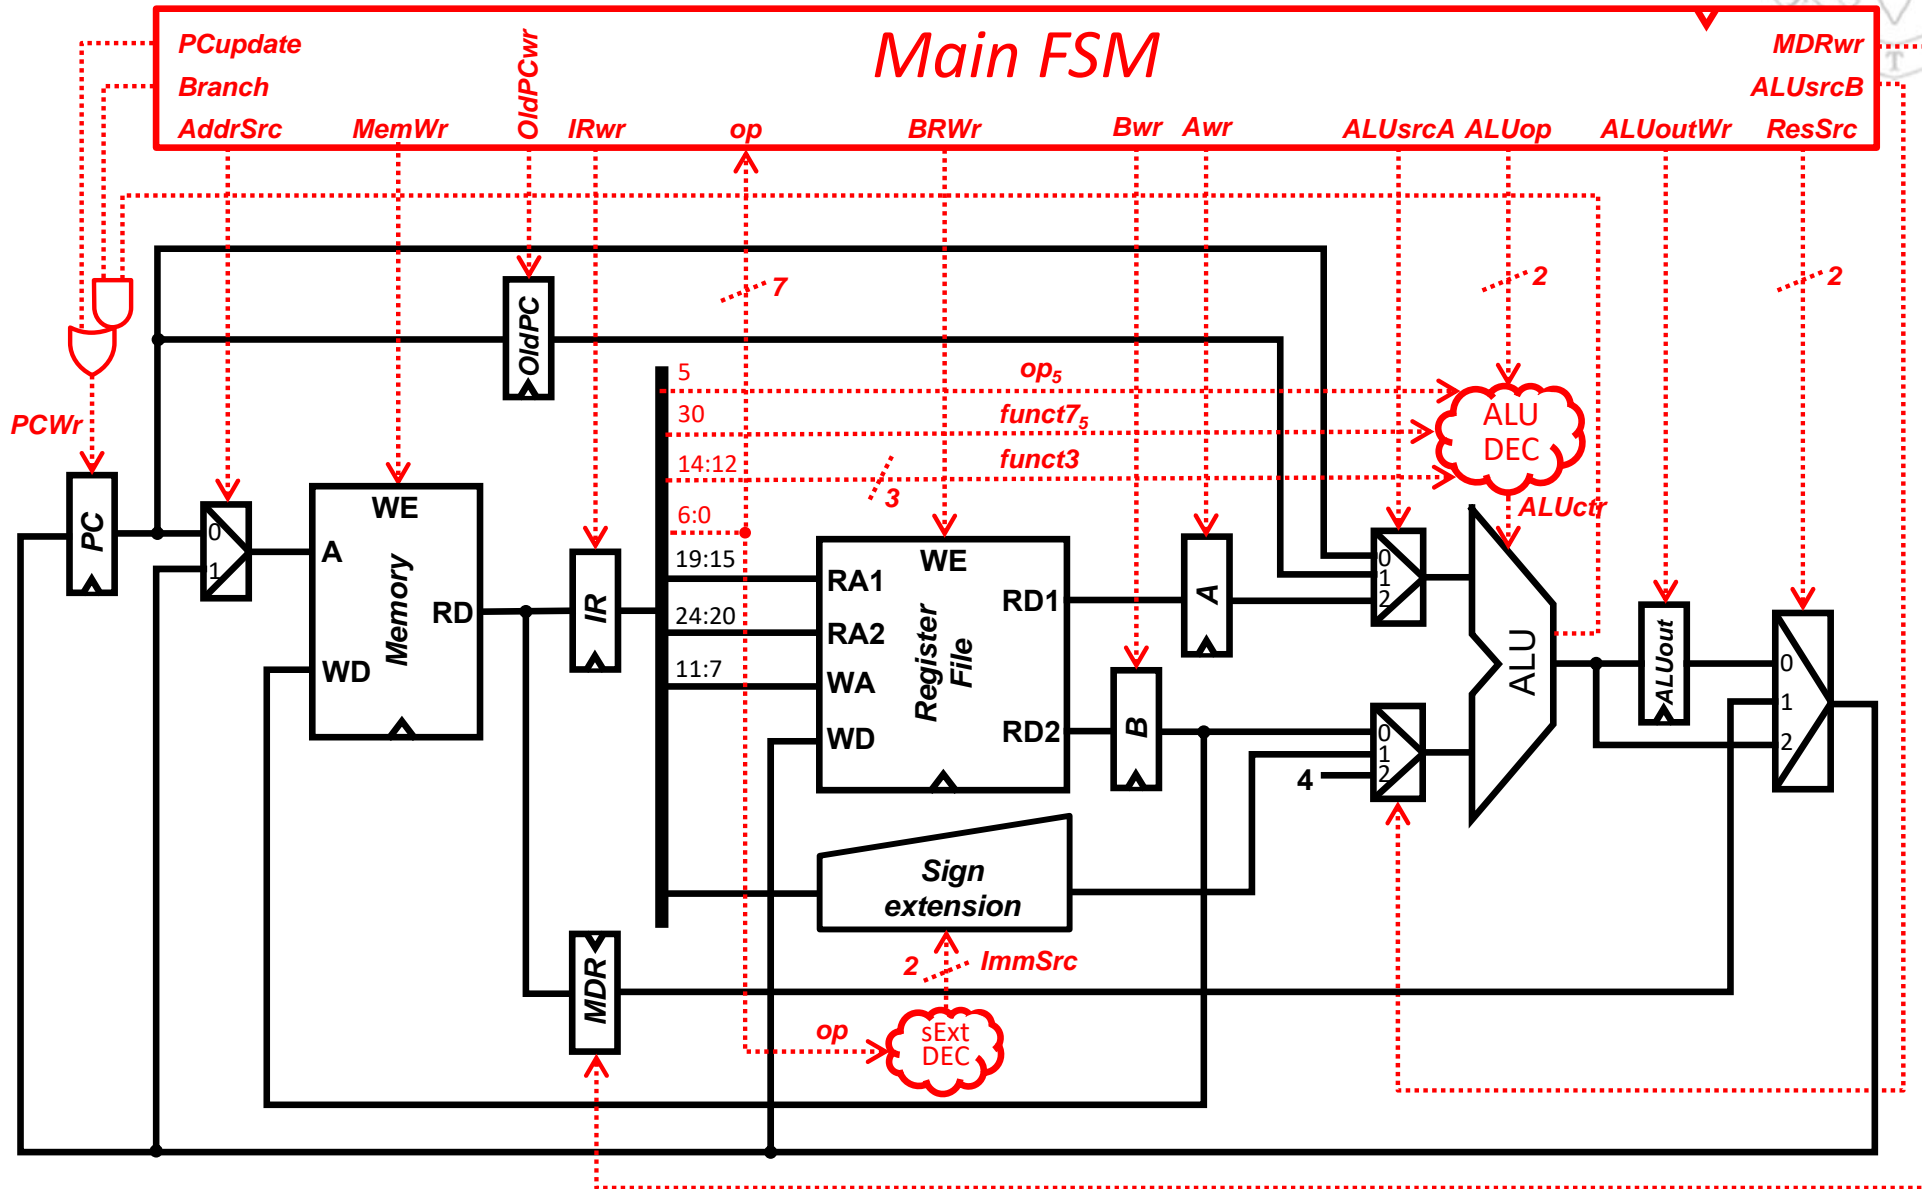 Main FSM
PCupdate
Branch
AddrSrc
MemWr
OldPCwr
IRwr
op
BRWr
Bwr
Awr
ALUsrcA
ALUop
ALUoutWr
MDRwr
ALUsrcB
ResSrc
T
7
2
2
OldPC
5
op5
30
funct75
14:12
funct3
3
6:0
ALU
DEC
ALUctr
PCWr
PC
0
1
WE
A
RD
WD
Memory
IR
19:15
24:20
11:7
WE
RA1
RA2
WA
WD
RD1
RD2
Register
File
A
B
0
1
2
0
1
2
4
ALU
ALUout
0
1
2
Sign
extension
2
ImmSrc
MDR
op
sExt
DEC